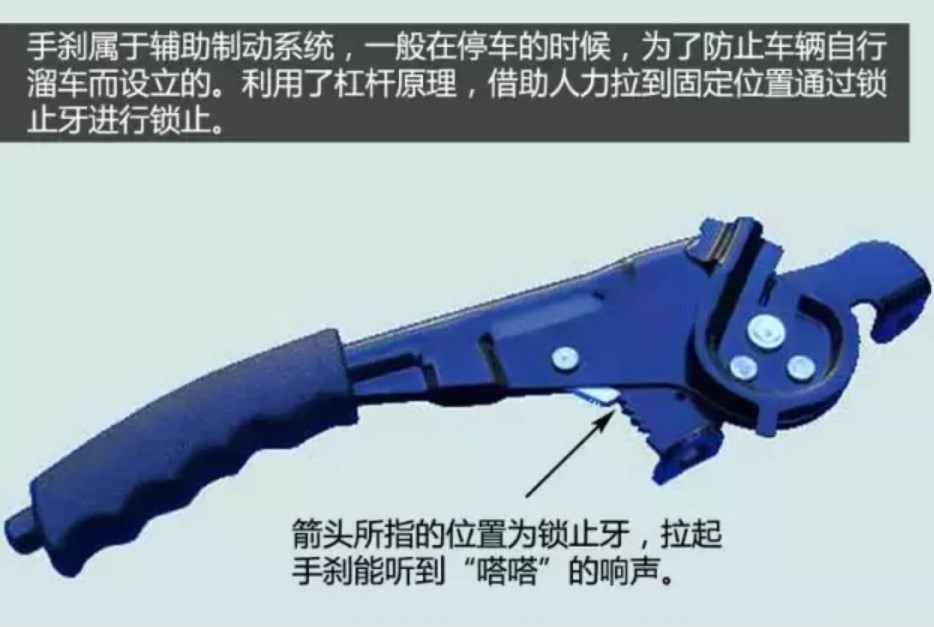 手刹属于辅助制动系统，一般在停车的时候，为了防止车辆自行
溜车而设立的。利用了杠杆原理，借助人力拉到固定位置通过锁
止牙进行锁止。
箭头所指的位置为锁止牙，拉起
手刹能听到“嗒嗒”的响声。